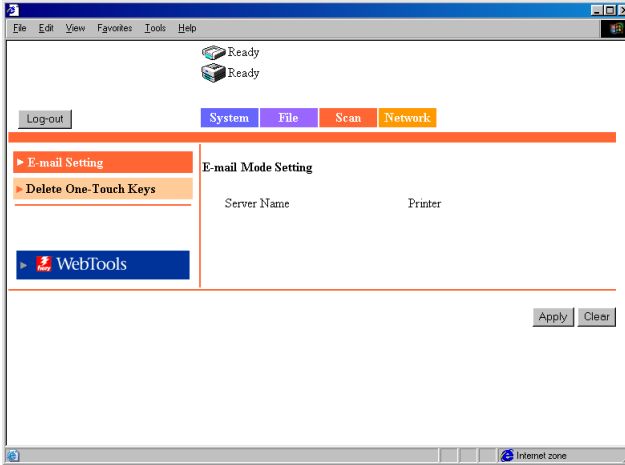 File Edit View Favorites Tools Help
Ready
Ready
Log-out
System File Scan Network
E-mail Setting
Delete One-Touch Keys
E-mail Mode Setting
Server Name Printer
fiery WebTools
Apply Clear
Internet zone